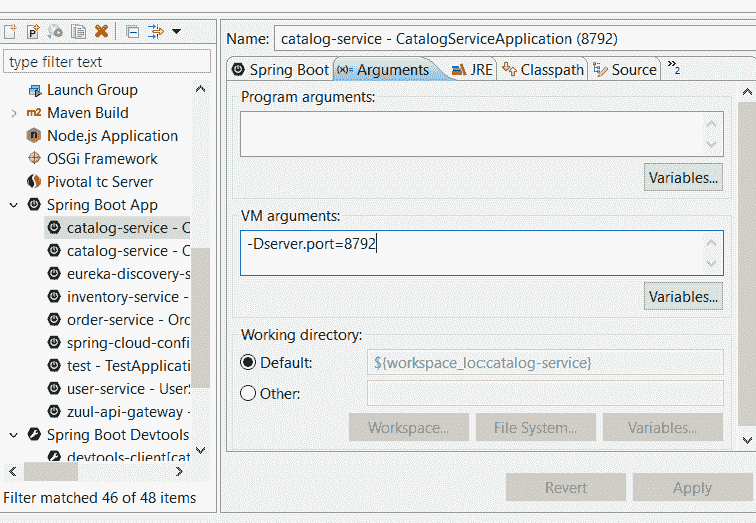 type filter text
Launch Group
Maven Build
Node.js Application
OSGi Framework
Pivotal tc Server
Spring Boot App
catalog-service - C
catalog-service - C
eureka-discovery-s
inventory-service -
order-service - Ord
spring-cloud-confi
test - TestApplicati
user-service - User
zuul-api-gateway -
Spring Boot Devtools
devtools-client[cat
Filter matched 46 of 48 items
Name: catalog-service - CatalogServiceApplication (8792)
Spring Boot (x)= Arguments JRE Classpath Source »2
Program arguments:
Variables...
VM arguments:
-Dserver.port=8792
Variables...
Working directory:
Default: ${workspace_loc:catalog-service}
Other:
Workspace... File System... Variables...
Revert Apply